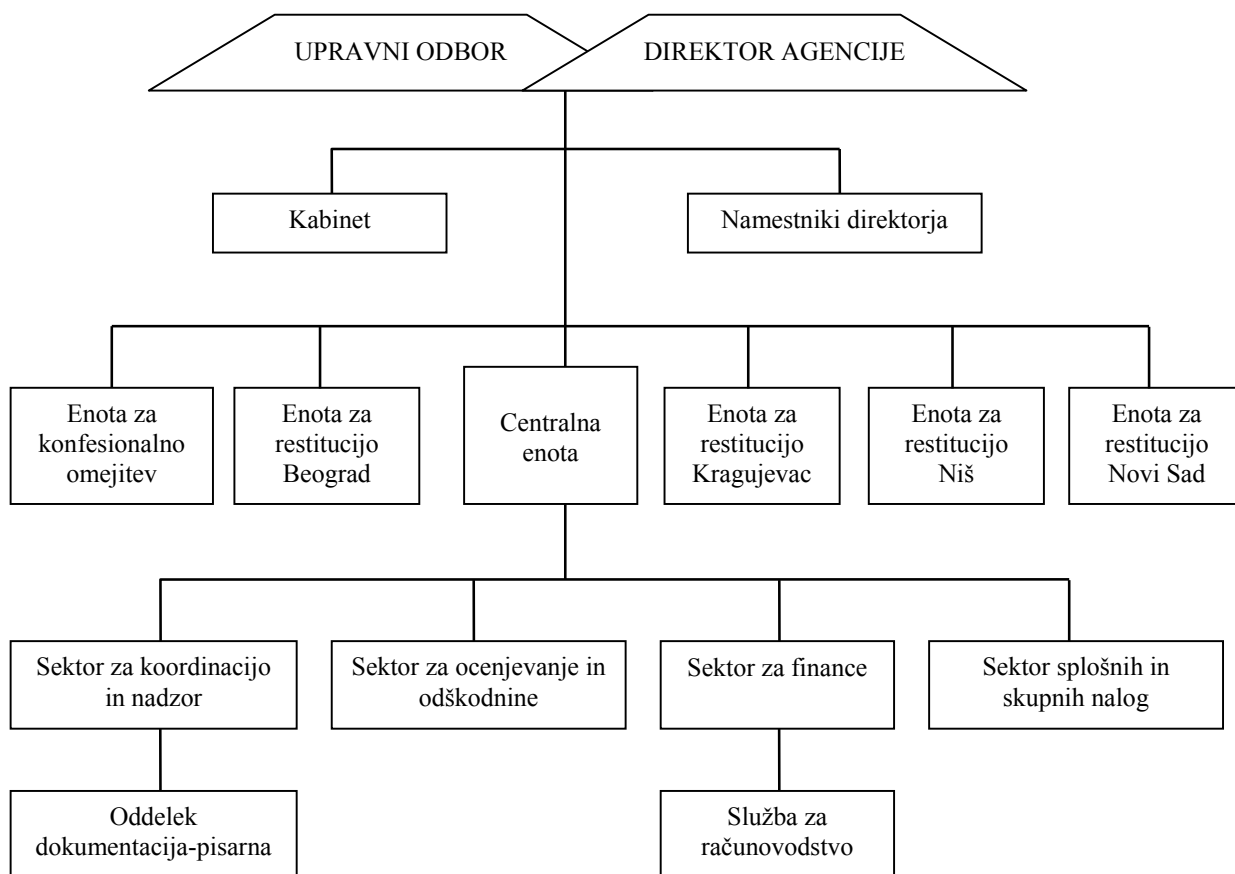 UPRAVNI ODBOR
DIREKTOR AGENCIJE
Kabinet
Namestniki direktorja
Enota za
konfesionalno
omejitev
Enota za
restitucijo
Beograd
Centralna
enota
Enota za
restitucijo
Kragujevac
Enota za
restitucijo
Niš
Enota za
restitucijo
Novi Sad
Sektor za koordinacijo
in nadzor
Sektor za ocenjevanje in
odškodnine
Sektor za finance
Sektor splošnih in
skupnih nalog
Oddelek
dokumentacija-pisarna
Služba za
računovodstvo